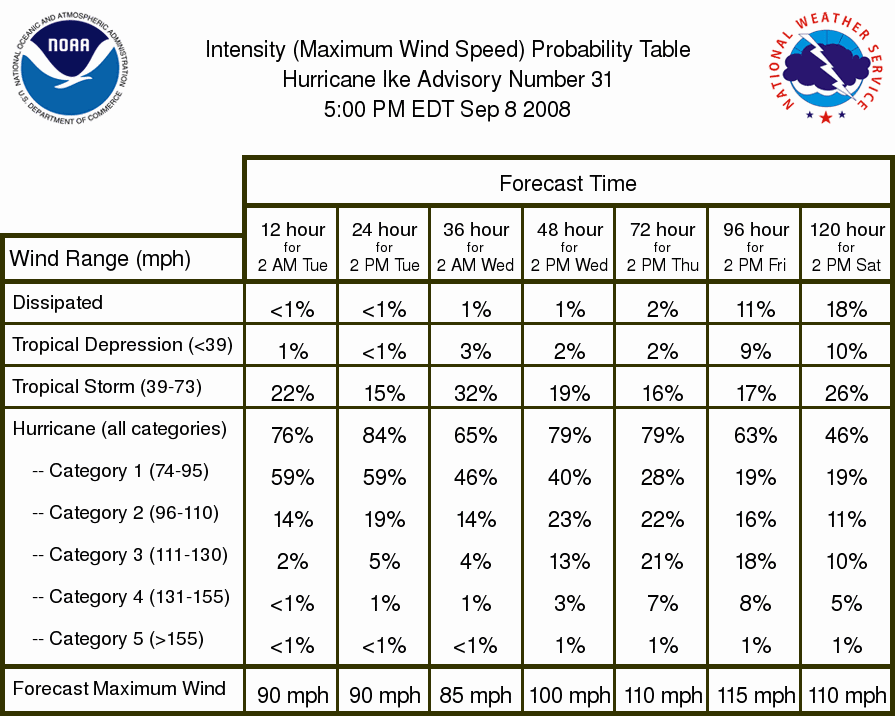 NATIONAL OCEANIC AND ATMOSPHERIC ADMINISTRATION
NOAA
U.S. DEPARTMENT OF COMMERCE
Intensity (Maximum Wind Speed) Probability Table
Hurricane Ike Advisory Number 31
5:00 PM EDT Sep 8 2008
NATIONAL WEATHER SERVICE
Forecast Time
Wind Range (mph)
12 hour 24 hour 36 hour 48 hour 72 hour 96 hour 120 hour
for for for for for for for
2 AM Tue 2 PM Tue 2 AM Wed 2 PM Wed 2 PM Thu 2 PM Fri 2 PM Sat
Dissipated <1% <1% 1% 1% 2% 11% 18%
Tropical Depression (<39) 1% <1% 3% 2% 2% 9% 10%
Tropical Storm (39-73) 22% 15% 32% 19% 16% 17% 26%
Hurricane (all categories) 76% 84% 65% 79% 79% 63% 46%
-- Category 1 (74-95) 59% 59% 46% 40% 28% 19% 19%
-- Category 2 (96-110) 14% 19% 14% 23% 22% 16% 11%
-- Category 3 (111-130) 2% 5% 4% 13% 21% 18% 10%
-- Category 4 (131-155) <1% 1% 1% 3% 7% 8% 5%
-- Category 5 (>155) <1% <1% <1% 1% 1% 1% 1%
Forecast Maximum Wind 90 mph 90 mph 85 mph 100 mph 110 mph 115 mph 110 mph